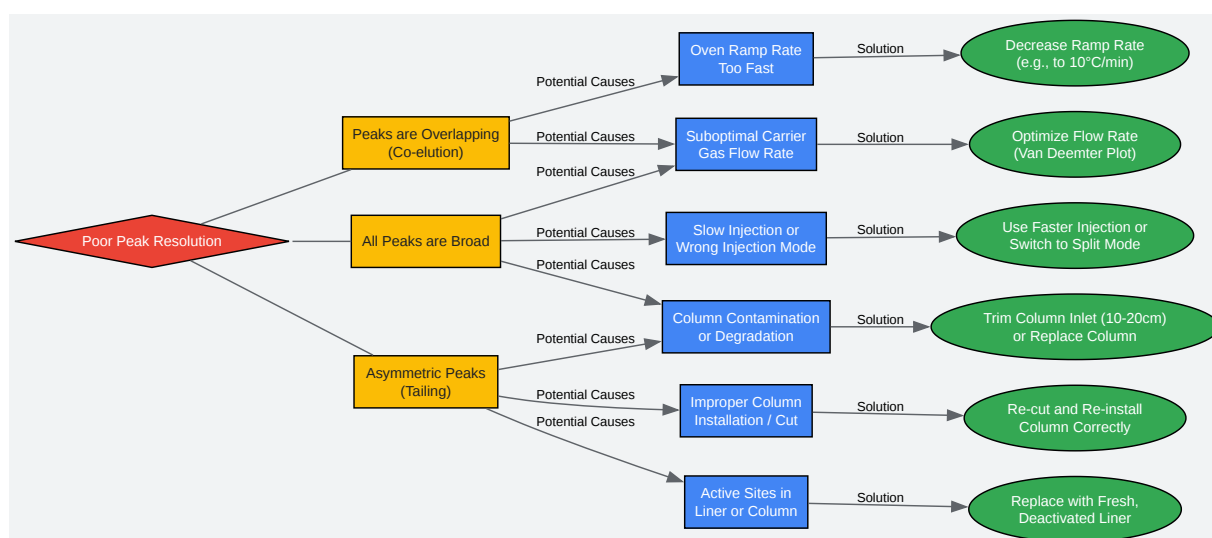 Poor Peak Resolution
Peaks are Overlapping
(Co-elution)
All Peaks are Broad
Asymmetric Peaks
(Tailing)
Potential Causes
Potential Causes
Potential Causes
Potential Causes
Potential Causes
Potential Causes
Potential Causes
Potential Causes
Oven Ramp Rate
Too Fast
Suboptimal Carrier
Gas Flow Rate
Slow Injection or
Wrong Injection Mode
Column Contamination
or Degradation
Improper Column
Installation / Cut
Active Sites in
Liner or Column
Solution
Solution
Solution
Solution
Solution
Solution
Decrease Ramp Rate
(e.g., to 10°C/min)
Optimize Flow Rate
(Van Deemter Plot)
Use Faster Injection or
Switch to Split Mode
Trim Column Inlet (10-20cm)
or Replace Column
Re-cut and Re-install
Column Correctly
Replace with Fresh,
Deactivated Liner